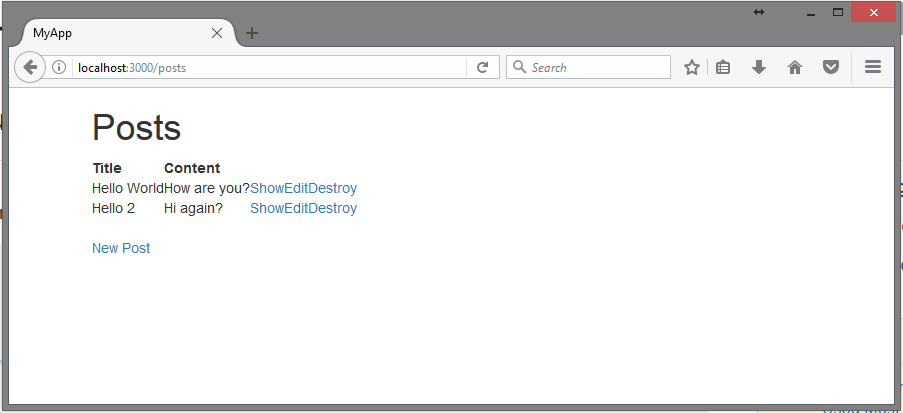 MyApp
localhost:3000/posts
Search
Posts
Title Content
Hello World How are you? Show Edit Destroy
Hello 2 Hi again? Show Edit Destroy
New Post